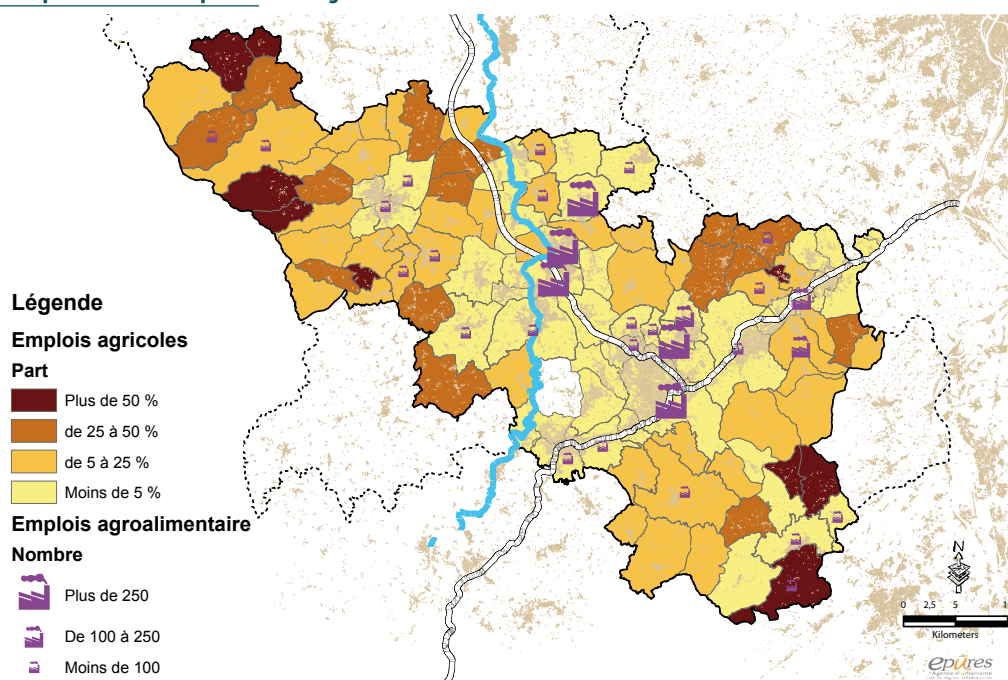 Légende
Emplois agricoles
Part
Plus de 50 %
de 25 à 50 %
de 5 à 25 %
Moins de 5 %
Emplois agroalimentaire
Nombre
Plus de 250
De 100 à 250
Moins de 100
N
0 2,5 5
Kilometers
epures